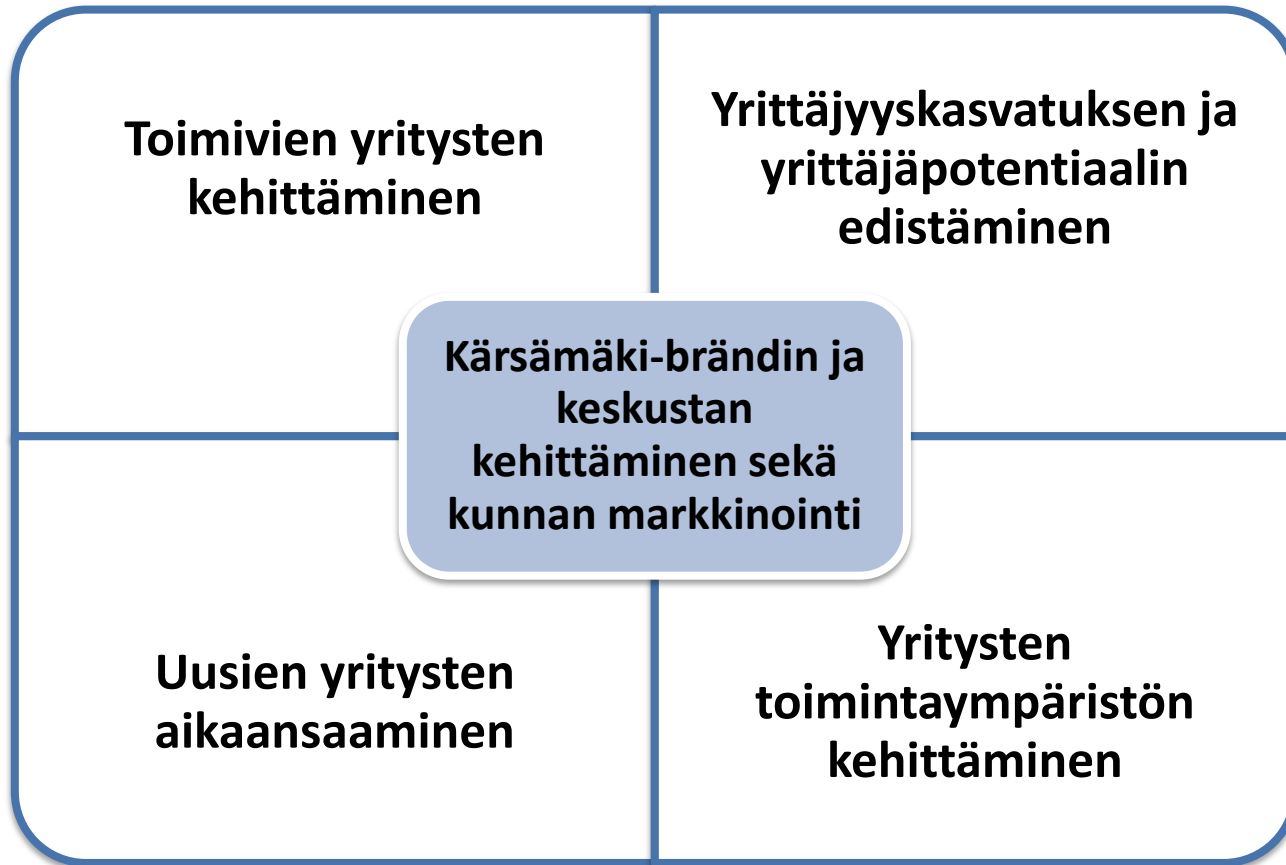 Toimivien yritysten
kehittäminen
Yrittäjyyskasvatuksen ja
yrittäjäpotentiaalin
edistäminen
Kärsämäki-brändin ja
keskustan
kehittäminen sekä
kunnan markkinointi
Uusien yritysten
aikaansaaminen
Yritysten
toimintaympäristön
kehittäminen